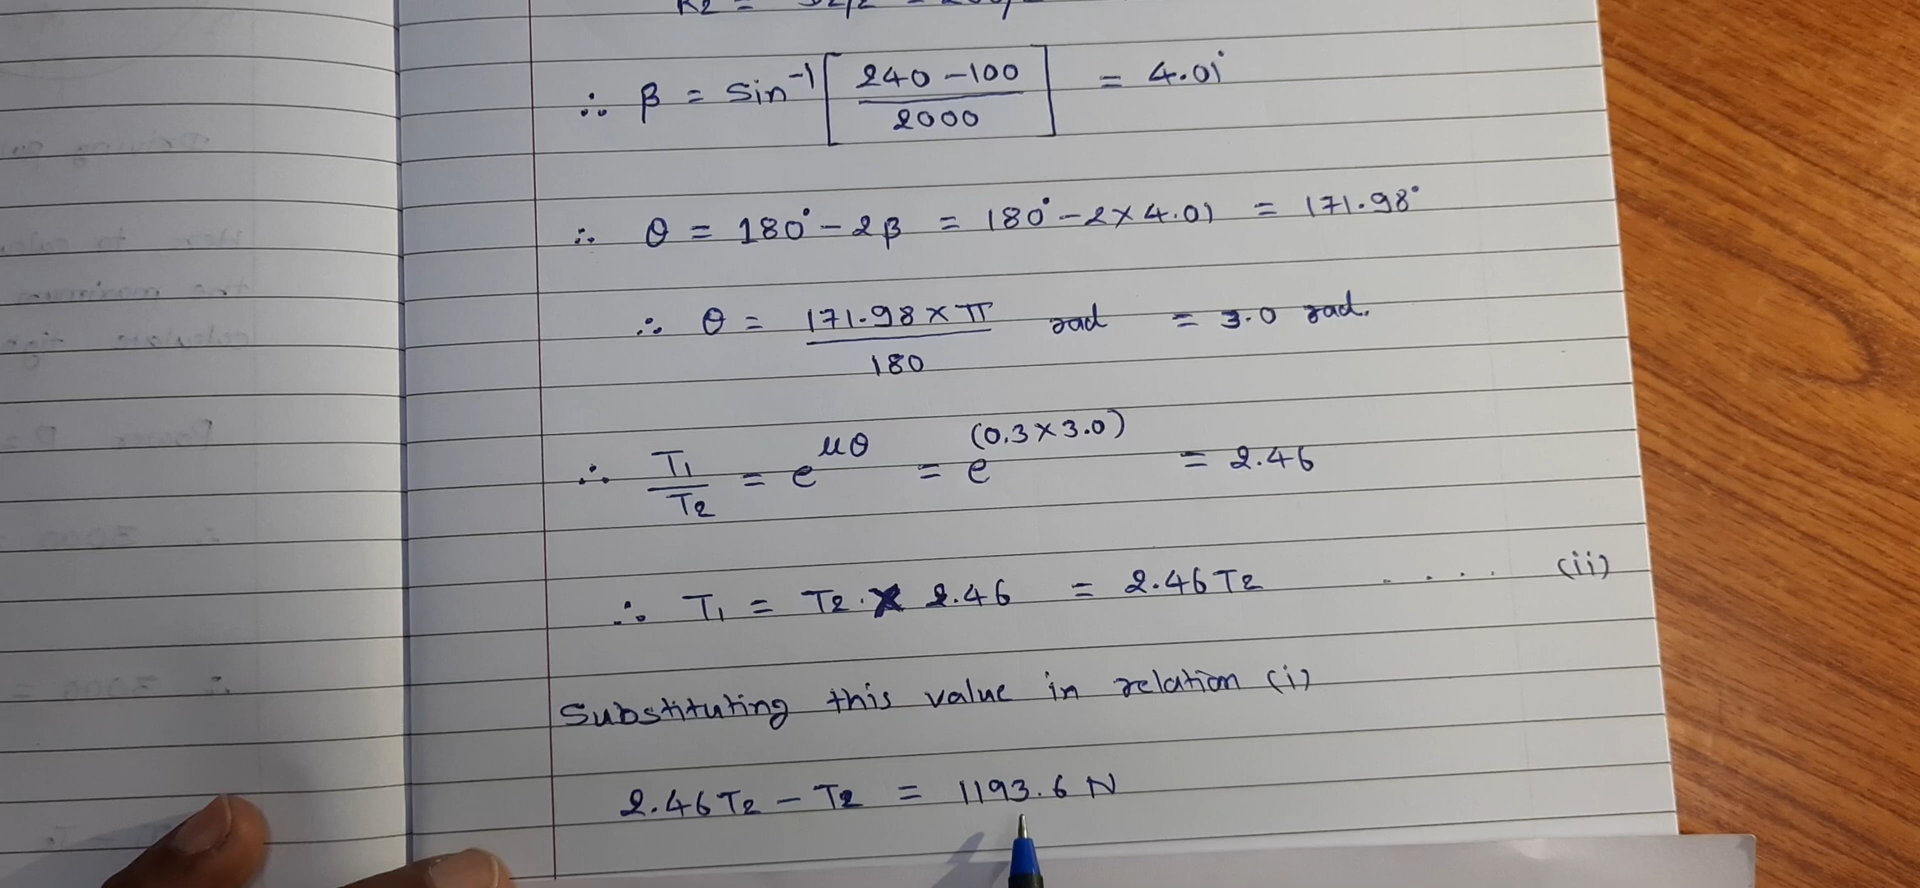 ∴ β = sin⁻¹[(240 - 100)/2000] = 4.01°
∴ θ = 180° - 2β = 180° - 2 × 4.01 = 171.98°
∴ θ = (171.98 × π)/180 rad = 3.0 rad.
∴ T₁/T₂ = e^(μθ) = e^(0.3×3.0) = 2.46
∴ T₁ = T₂ × 2.46 = 2.46 T₂ .... (ii)
Substituting this value in relation (i)
2.46 T₂ - T₂ = 1193.6 N